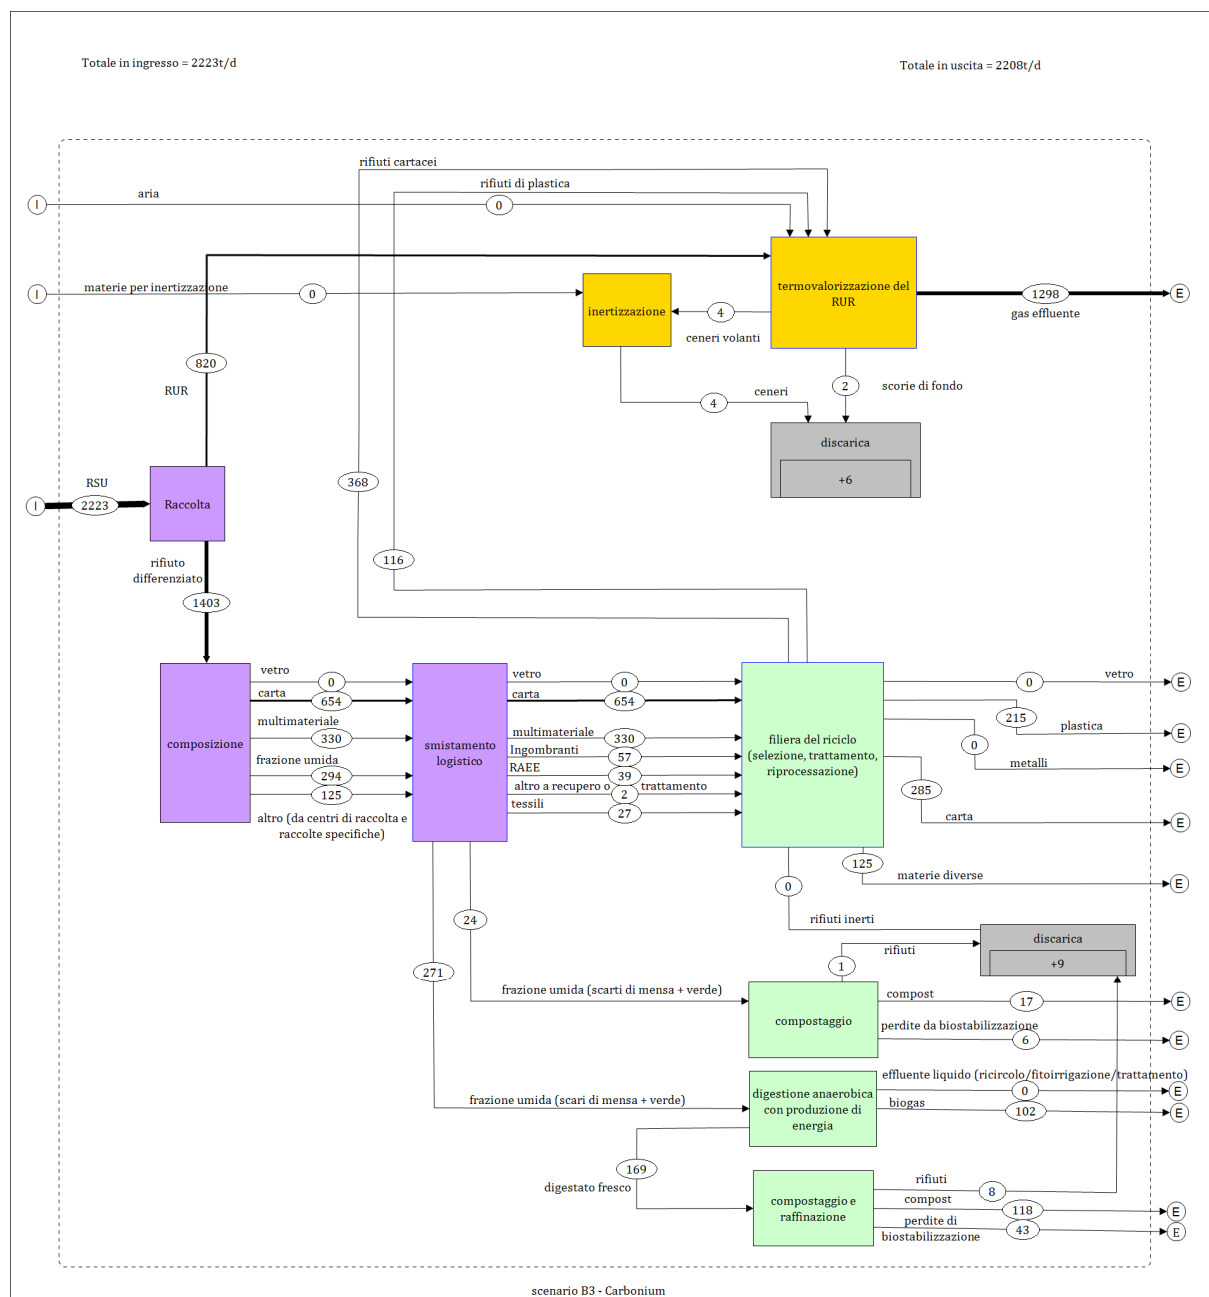 Totale in ingresso = 2223t/d
Totale in uscita = 2208t/d
rifiuti cartacei
rifiuti di plastica
aria
I
0
I
materie per inertizzazione
0
inertizzazione
termovalorizzazione del
RUR
1298
E
gas effluente
4
ceneri volanti
820
RUR
2
scorie di fondo
ceneri
4
discarica
+6
RSU
I
2223
Raccolta
368
116
rifiuto
differenziato
1403
composizione
vetro
0
carta
654
multimateriale
330
frazione umida
294
125
altro (da centri di raccolta e
raccolte specifiche)
smistamento
logistico
vetro
0
carta
654
multimateriale
330
Ingombranti
57
RAEE
39
altro a recupero o
2
trattamento
tessili
27
filiera del riciclo
(selezione, trattamento,
riprocessazione)
0
vetro
E
215
plastica
E
0
metalli
E
285
carta
E
125
materie diverse
E
0
rifiuti inerti
discarica
+9
rifiuti
1
24
271
frazione umida (scarti di mensa + verde)
compostaggio
compost
17
E
perdite da biostabilizzazione
6
E
frazione umida (scari di mensa + verde)
digestione anaerobica
con produzione di
energia
effluente liquido (ricircolo/fitoirrigazione/trattamento)
0
E
biogas
102
E
169
digestato fresco
compostaggio e
raffinazione
rifiuti
8
compost
118
E
perdite di
biostabilizzazione
43
E
scenario B3 - Carbonium